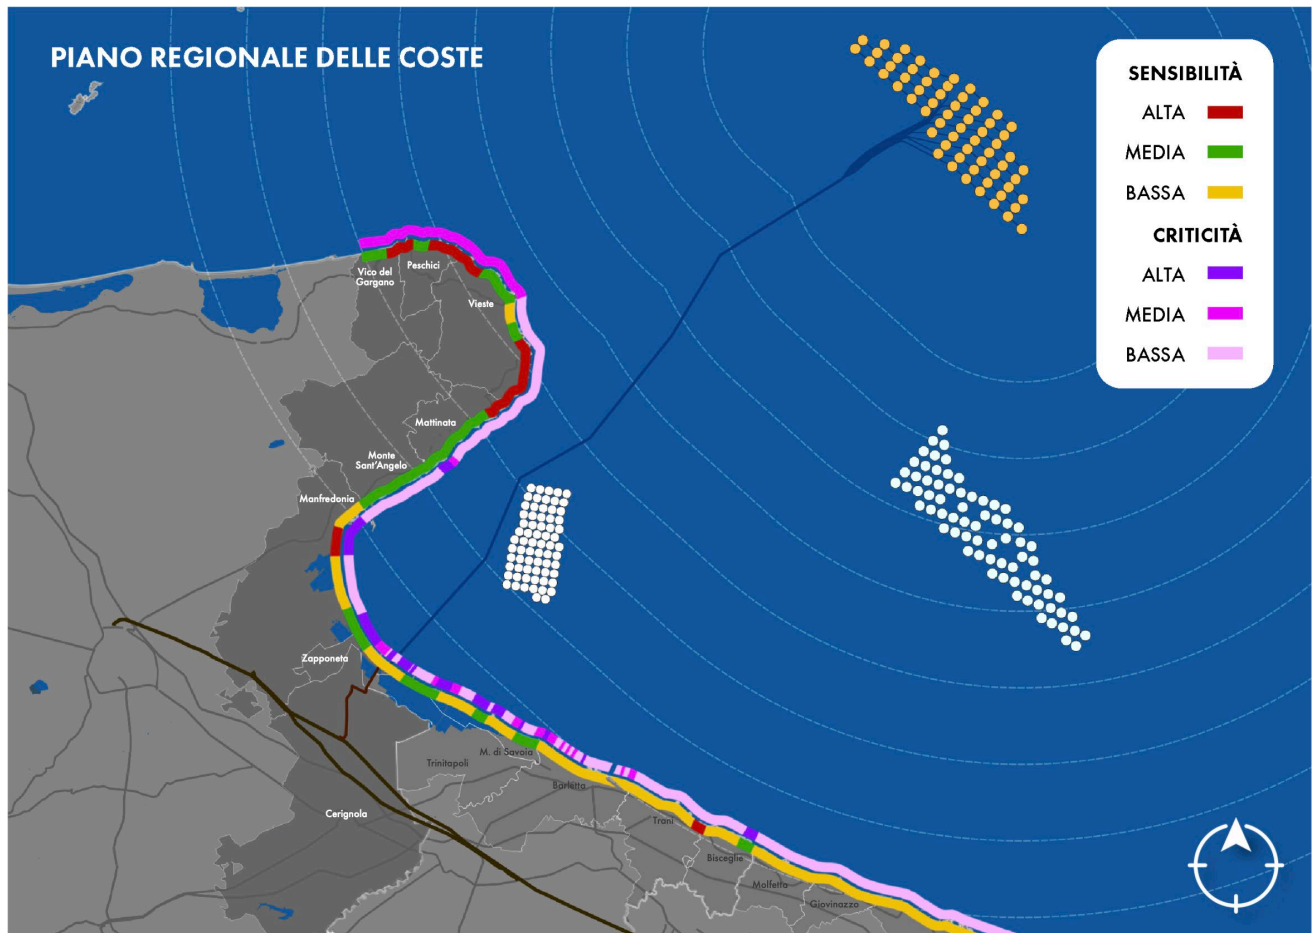 PIANO REGIONALE DELLE COSTE
SENSIBILITÀ
ALTA
MEDIA
BASSA
CRITICITÀ
ALTA
MEDIA
BASSA
Vico del
Gargano
Peschici
Vieste
Mattinata
Monte
Sant'Angelo
Manfredonia
Zapponeta
M. di Savoia
Trinitapoli
Barletta
Cerignola
Trani
Bisceglie
Molfetta
Giovinazzo